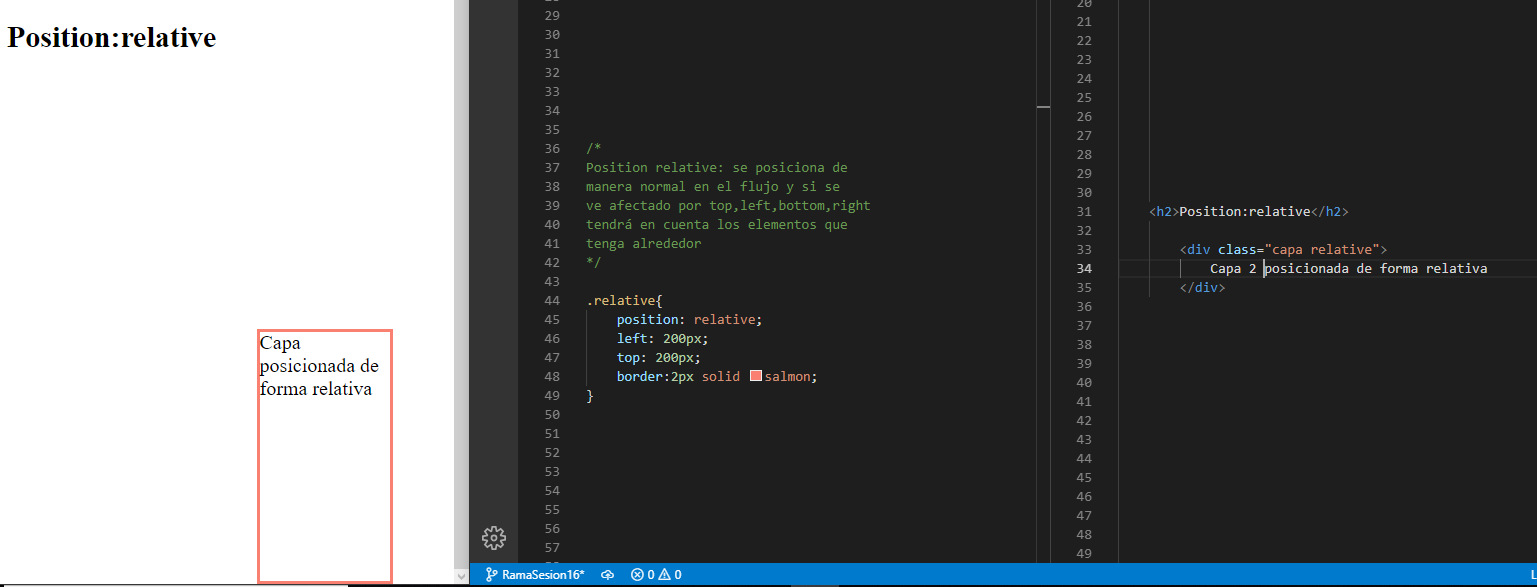 Position:relative
Capa
posicionada de
forma relativa
29
30
31
32
33
34
35
36 /*
37 Position relative: se posiciona de
38 manera normal en el flujo y si se
39 ve afectado por top,left,bottom,right
40 tendrá en cuenta los elementos que
41 tenga alrededor
42 */
43
44 .relative{
45 position: relative;
46 left: 200px;
47 top: 200px;
48 border:2px solid salmon;
49 }
50
51
52
53
54
55
56
57
20
21
22
23
24
25
26
27
28
29
30
31 <h2>Position:relative</h2>
32
33 <div class="capa relative">
34 Capa 2 posicionada de forma relativa
35 </div>
36
37
38
39
40
41
42
43
44
45
46
47
48
49
RamaSesion16* 0 0